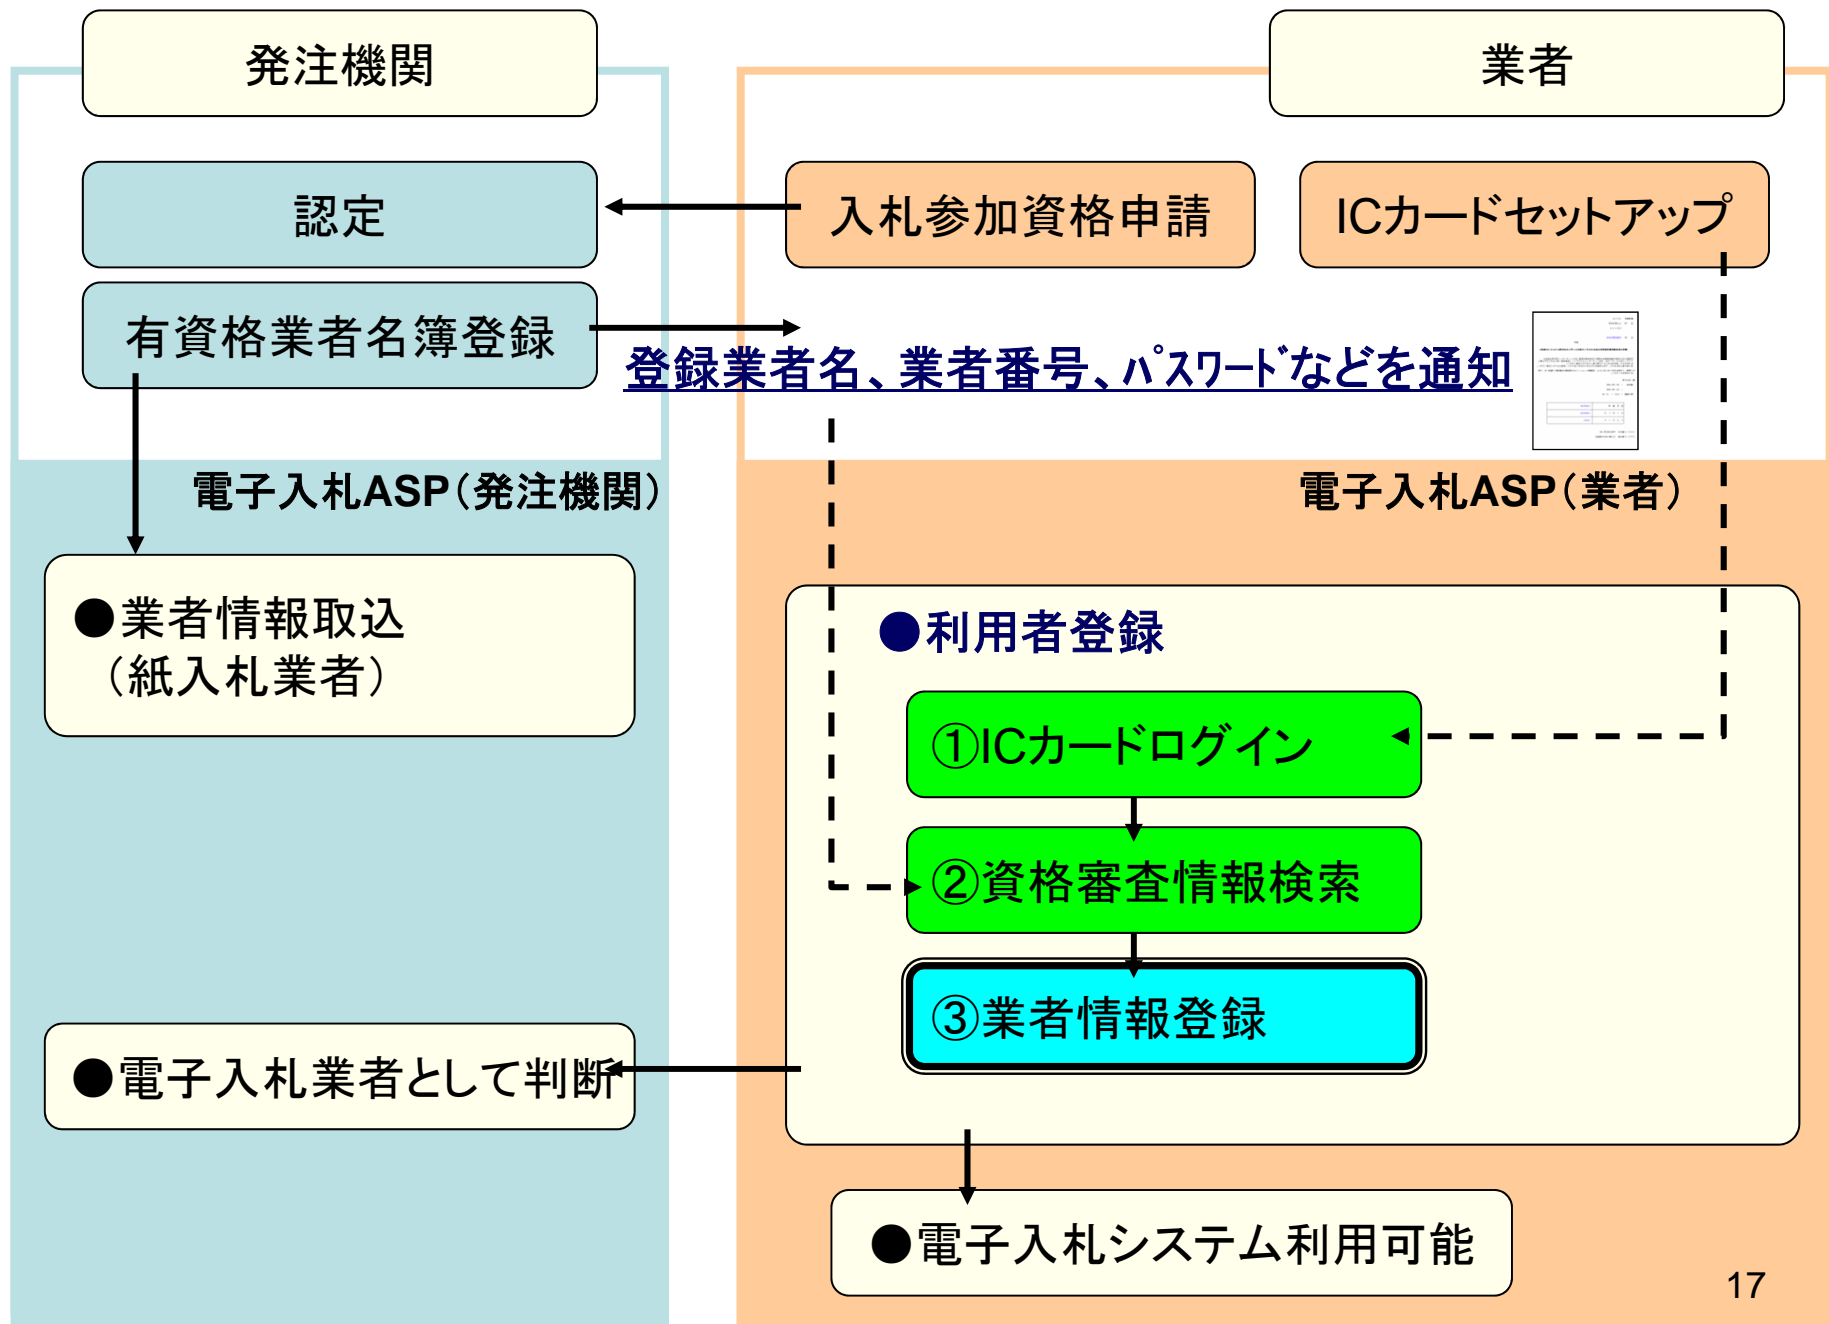 発注機関
業者
認定
入札参加資格申請
ICカードセットアップ
有資格業者名簿登録
登録業者名、業者番号、ﾊﾟｽﾜｰﾄﾞなどを通知
電子入札ASP（発注機関）
電子入札ASP（業者）
●業者情報取込
（紙入札業者）
●利用者登録
①ICカードログイン
②資格審査情報検索
③業者情報登録
●電子入札業者として判断
●電子入札システム利用可能
17